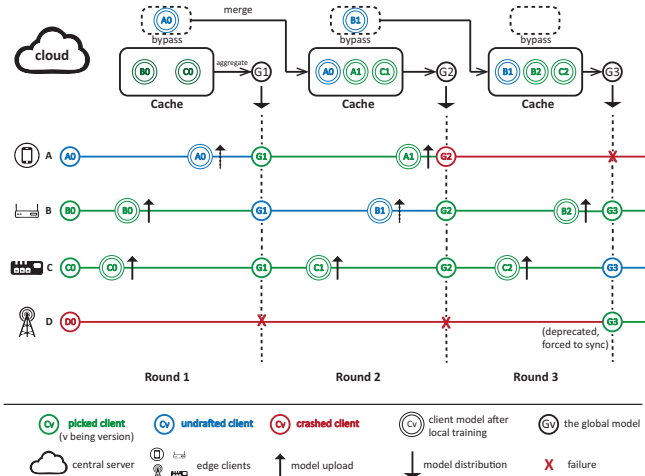 A0
merge
B1
bypass
bypass
bypass
cloud
B0 C0
aggregate
G1
A0 A1 C1
G2
B1 B2 C2
G3
Cache
Cache
Cache
A A0 A0 G1 A1 G2 X
B B0 B0 G1 B1 G2 B2 G3
C C0 C0 G1 C1 G2 C2 G3
D D0 X X G3
(deprecated,
forced to sync)
Round 1
Round 2
Round 3
Cv picked client
(v being version)
Cv undrafted client
Cv crashed client
Cv client model after
local training
Gv the global model
central server
edge clients
model upload
model distribution
X failure